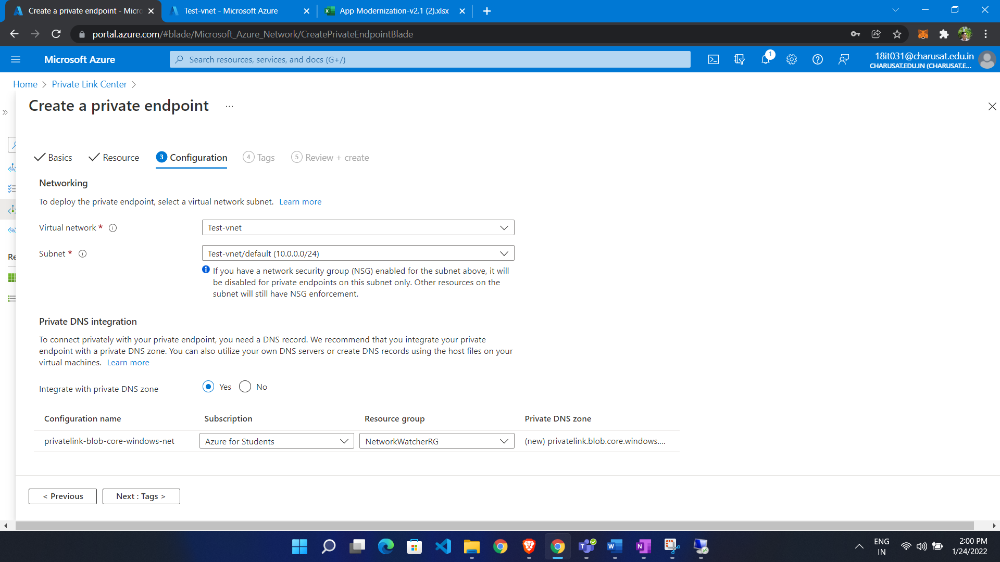 Create a private endpoint - Micro
Test-vnet - Microsoft Azure
App Modernization-v2.1 (2).xlsx
portal.azure.com/#blade/Microsoft_Azure_Network/CreatePrivateEndpointBlade
Microsoft Azure
Search resources, services, and docs (G+/)
1
18it031@charusat.edu.in
CHARUSAT.EDU.IN (CHARUSAT.E...
Home > Private Link Center >
Create a private endpoint ...
Basics
Resource
3 Configuration
4 Tags
5 Review + create
Networking
To deploy the private endpoint, select a virtual network subnet. Learn more
Virtual network *
Test-vnet
Subnet *
Test-vnet/default (10.0.0.0/24)
If you have a network security group (NSG) enabled for the subnet above, it will
be disabled for private endpoints on this subnet only. Other resources on the
subnet will still have NSG enforcement.
Re
Private DNS integration
To connect privately with your private endpoint, you need a DNS record. We recommend that you integrate your private
endpoint with a private DNS zone. You can also utilize your own DNS servers or create DNS records using the host files on your
virtual machines. Learn more
Integrate with private DNS zone
Yes
No
Configuration name
Subscription
Resource group
Private DNS zone
privatelink-blob-core-windows-net
Azure for Students
NetworkWatcherRG
(new) privatelink.blob.core.windows....
< Previous
Next : Tags >
ENG
IN
2:00 PM
1/24/2022